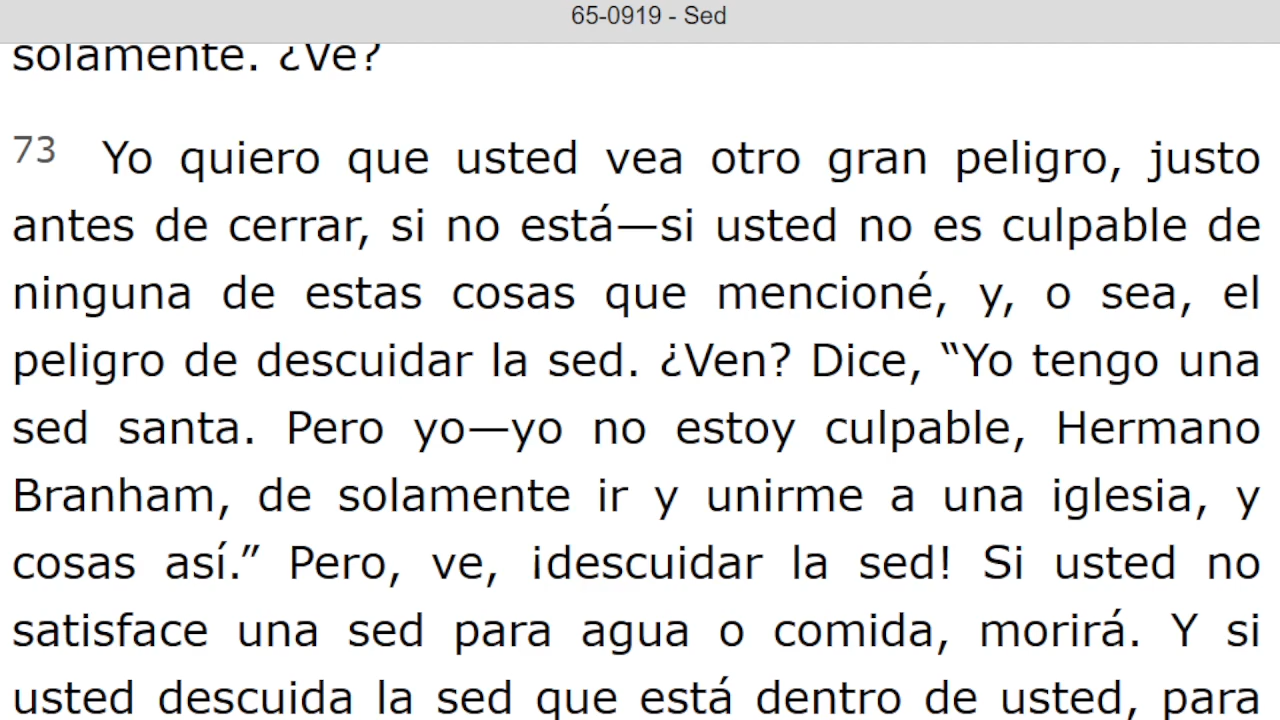 65-0919 - Sed
solamente. ¿Ve?
73 Yo quiero que usted vea otro gran peligro, justo
antes de cerrar, si no está—si usted no es culpable de
ninguna de estas cosas que mencioné, y, o sea, el
peligro de descuidar la sed. ¿Ven? Dice, “Yo tengo una
sed santa. Pero yo—yo no estoy culpable, Hermano
Branham, de solamente ir y unirme a una iglesia, y
cosas así.” Pero, ve, ¡descuidar la sed! Si usted no
satisface una sed para agua o comida, morirá. Y si
usted descuida la sed que está dentro de usted, para